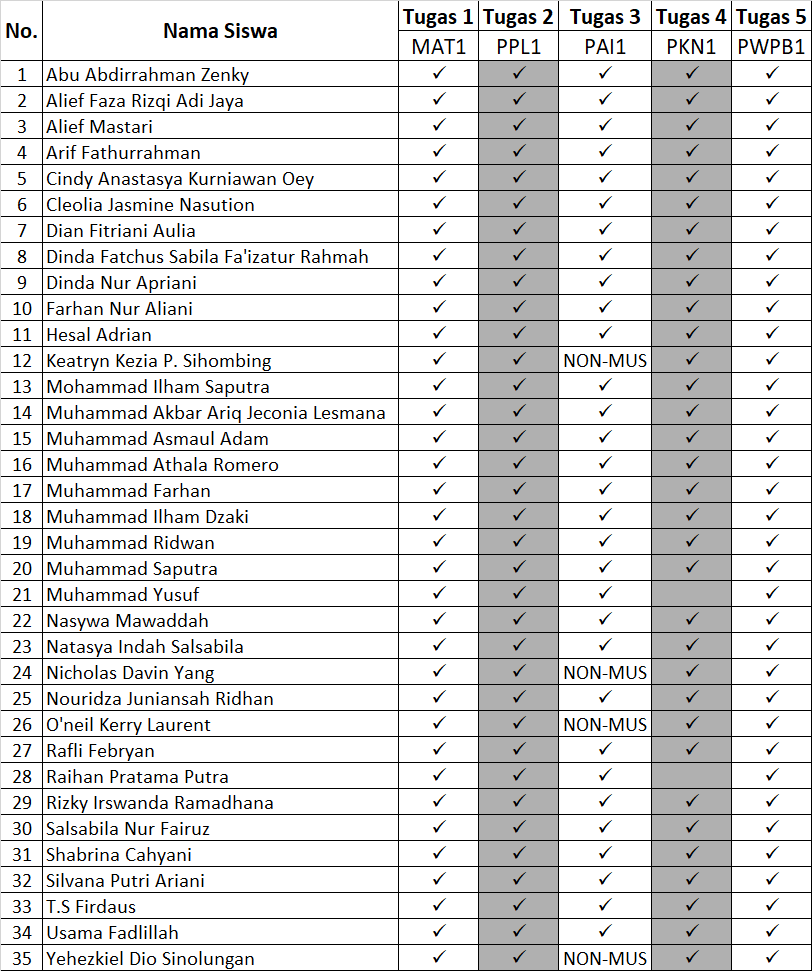 No. Nama Siswa Tugas 1 Tugas 2 Tugas 3 Tugas 4 Tugas 5
MAT1 PPL1 PAI1 PKN1 PWPB1
1 Abu Abdirrahman Zenky ✓ ✓ ✓ ✓ ✓
2 Alief Faza Rizqi Adi Jaya ✓ ✓ ✓ ✓ ✓
3 Alief Mastari ✓ ✓ ✓ ✓ ✓
4 Arif Fathurrahman ✓ ✓ ✓ ✓ ✓
5 Cindy Anastasya Kurniawan Oey ✓ ✓ ✓ ✓ ✓
6 Cleolia Jasmine Nasution ✓ ✓ ✓ ✓ ✓
7 Dian Fitriani Aulia ✓ ✓ ✓ ✓ ✓
8 Dinda Fatchus Sabila Fa'izatur Rahmah ✓ ✓ ✓ ✓ ✓
9 Dinda Nur Apriani ✓ ✓ ✓ ✓ ✓
10 Farhan Nur Aliani ✓ ✓ ✓ ✓ ✓
11 Hesal Adrian ✓ ✓ ✓ ✓ ✓
12 Keatryn Kezia P. Sihombing ✓ ✓ NON-MUS ✓ ✓
13 Mohammad Ilham Saputra ✓ ✓ ✓ ✓ ✓
14 Muhammad Akbar Ariq Jeconia Lesmana ✓ ✓ ✓ ✓ ✓
15 Muhammad Asmaul Adam ✓ ✓ ✓ ✓ ✓
16 Muhammad Athala Romero ✓ ✓ ✓ ✓ ✓
17 Muhammad Farhan ✓ ✓ ✓ ✓ ✓
18 Muhammad Ilham Dzaki ✓ ✓ ✓ ✓ ✓
19 Muhammad Ridwan ✓ ✓ ✓ ✓ ✓
20 Muhammad Saputra ✓ ✓ ✓ ✓ ✓
21 Muhammad Yusuf ✓ ✓ ✓ ✓
22 Nasywa Mawaddah ✓ ✓ ✓ ✓ ✓
23 Natasya Indah Salsabila ✓ ✓ ✓ ✓ ✓
24 Nicholas Davin Yang ✓ ✓ NON-MUS ✓ ✓
25 Nouridza Juniansah Ridhan ✓ ✓ ✓ ✓ ✓
26 O'neil Kerry Laurent ✓ ✓ NON-MUS ✓ ✓
27 Rafli Febryan ✓ ✓ ✓ ✓ ✓
28 Raihan Pratama Putra ✓ ✓ ✓ ✓
29 Rizky Irswanda Ramadhana ✓ ✓ ✓ ✓ ✓
30 Salsabila Nur Fairuz ✓ ✓ ✓ ✓ ✓
31 Shabrina Cahyani ✓ ✓ ✓ ✓ ✓
32 Silvana Putri Ariani ✓ ✓ ✓ ✓ ✓
33 T.S Firdaus ✓ ✓ ✓ ✓ ✓
34 Usama Fadlillah ✓ ✓ ✓ ✓ ✓
35 Yehezkiel Dio Sinolungan ✓ ✓ NON-MUS ✓ ✓